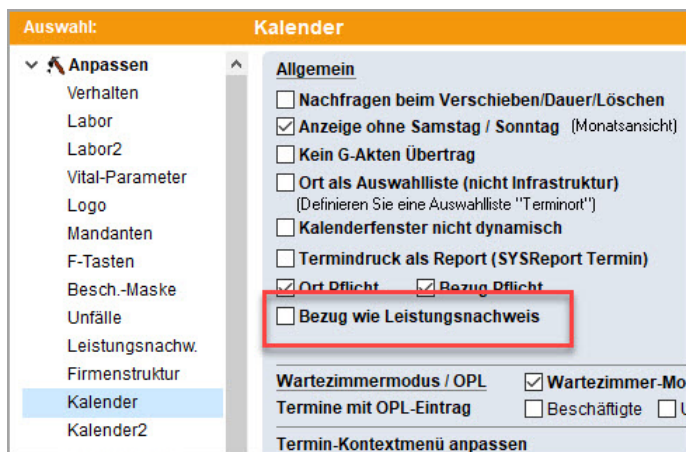 Auswahl:
Kalender
Anpassen
Verhalten
Labor
Labor2
Vital-Parameter
Logo
Mandanten
F-Tasten
Besch.-Maske
Unfälle
Leistungsnachw.
Firmenstruktur
Kalender
Kalender2
Allgemein
Nachfragen beim Verschieben/Dauer/Löschen
Anzeige ohne Samstag / Sonntag (Monatsansicht)
Kein G-Akten Übertrag
Ort als Auswahlliste (nicht Infrastruktur)
(Definieren Sie eine Auswahlliste "Terminort")
Kalenderfenster nicht dynamisch
Termindruck als Report (SYSReport Termin)
Ort Pflicht Bezug Pflicht
Bezug wie Leistungsnachweis
Wartezimmermodus / OPL Wartezimmer-Mo
Termine mit OPL-Eintrag Beschäftigte
Termin-Kontextmenü anpassen